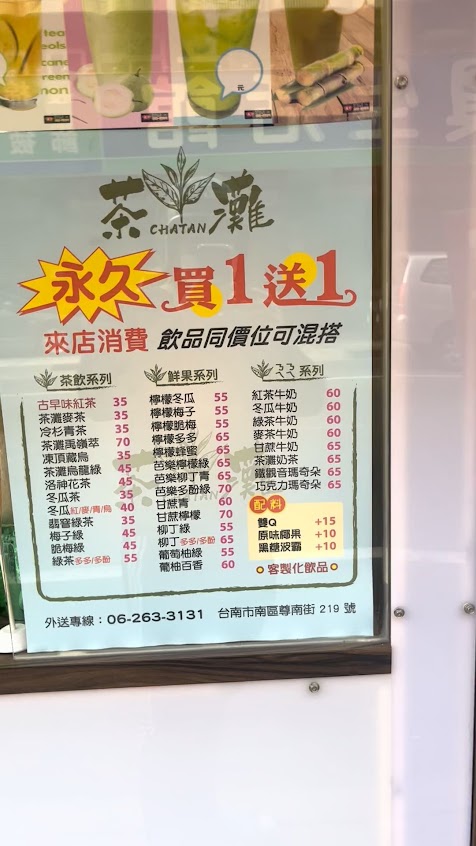 元
茶灘
CHATAN
永久 買1送1
來店消費 飲品同價位可混搭
茶飲系列
古早味紅茶 35
茶灘麥茶 35
冷杉青茶 35
茶灘禹嶺萃 70
凍頂藏烏 35
茶灘烏龍綠 45
洛神花茶 45
冬瓜茶 35
冬瓜紅/麥/青/烏 40
翡窨綠茶 35
梅子綠 45
脆梅綠 45
綠茶多多/多酚 60
鮮果系列
檸檬冬瓜 55
檸檬梅子 55
檸檬脆梅 55
檸檬多多 65
檸檬蜂蜜 65
芭樂檸檬綠 65
芭樂柳丁青 65
芭樂多酚綠 70
甘蔗青 60
甘蔗檸檬 70
柳丁綠 55
柳丁多多/多酚 65
葡萄柚綠 55
葡柚百香 60
ㄋㄟㄋㄟ系列
紅茶牛奶 60
冬瓜牛奶 60
綠茶牛奶 60
麥茶牛奶 60
甘蔗牛奶 65
茶灘奶茶 65
鐵觀音瑪奇朵 65
巧克力瑪奇朵 65
配料
雙Q +15
原味椰果 +10
黑糖波霸 +10
客製化飲品
外送專線：06-263-3131 台南市南區尊南街 219 號